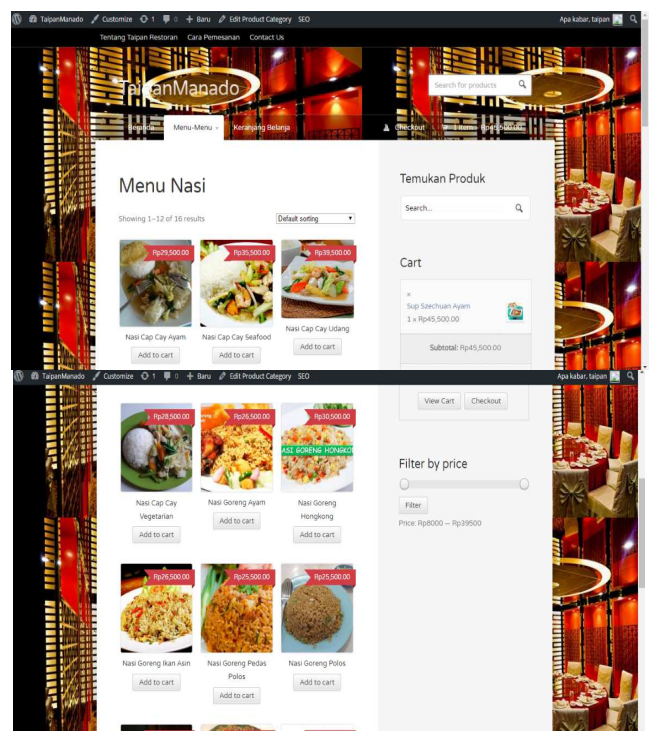 TaipanManado Customize 1 0 + Baru Edit Product Category SEO Apa kabar, taipan
Tentang Taipan Restoran Cara Pemesanan Contact Us
TaipanManado
Search for products
Beranda Menu-Menu Keranjang Belanja Checkout 1 item - Rp45,500.00
Menu Nasi
Showing 1–12 of 16 results
Default sorting
Rp29,500.00 Rp35,500.00 Rp39,500.00
Nasi Cap Cay Ayam Nasi Cap Cay Seafood Nasi Cap Cay Udang
Add to cart Add to cart Add to cart
Temukan Produk
Search...
Cart
×
Sup Szechuan Ayam
1 x Rp45,500.00
Subtotal: Rp45,500.00
TaipanManado Customize 1 0 + Baru Edit Product Category SEO Apa kabar, taipan
Rp28,500.00 Rp26,500.00 Rp30,500.00
ASI GORENG HONGKO
Nasi Cap Cay
Vegetarian
Add to cart
Nasi Goreng Ayam
Add to cart
Nasi Goreng
Hongkong
Add to cart
Rp26,500.00 Rp25,500.00 Rp25,500.00
Nasi Goreng Ikan Asin
Add to cart
Nasi Goreng Pedas
Polos
Add to cart
Nasi Goreng Polos
Add to cart
View Cart Checkout
Filter by price
Filter
Price: Rp8000 — Rp39500